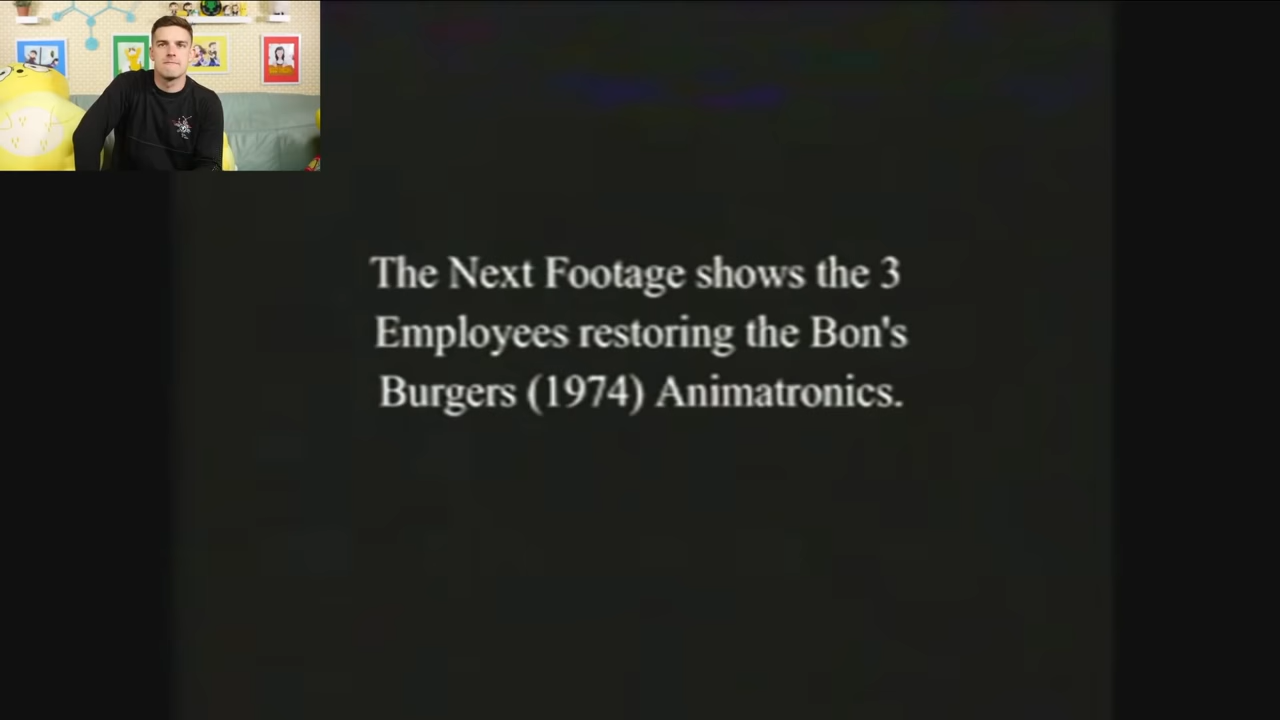 The Next Footage shows the 3
Employees restoring the Bon's
Burgers (1974) Animatronics.